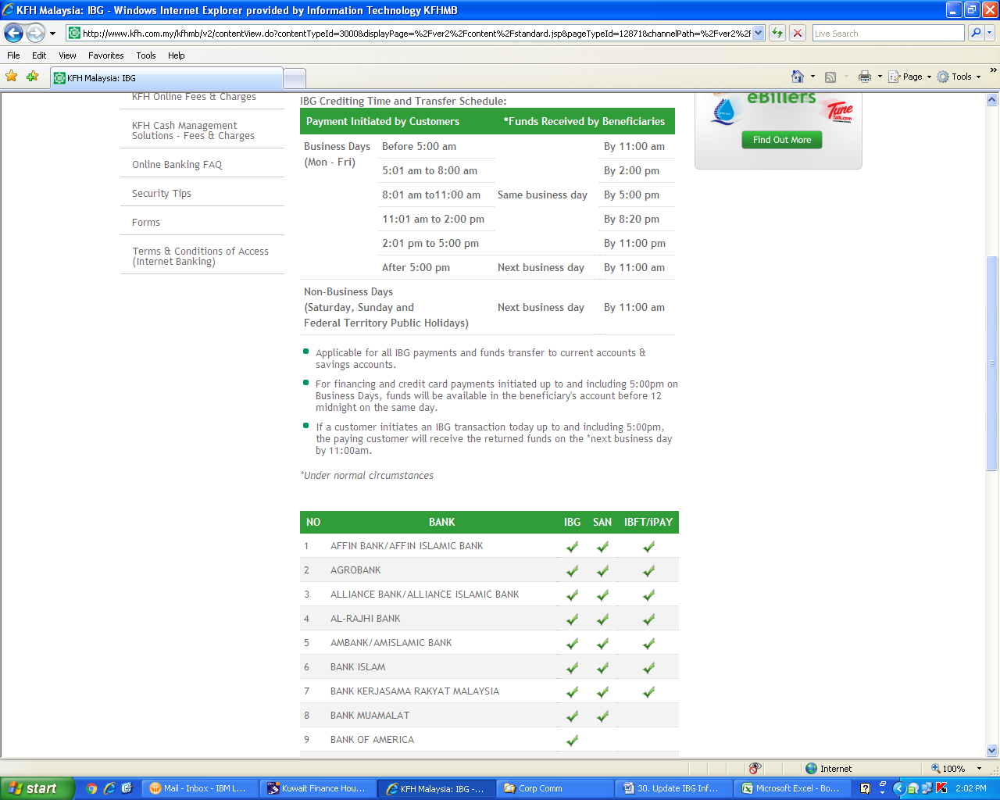 KFH Malaysia: IBG - Windows Internet Explorer provided by Information Technology KFHMB
http://www.kfh.com.my/kfhmb/v2/contentView.do?contentTypeId=3000&displayPage=%2Fver2%2Fcontent%2Fstandard.jsp&pageTypeId=12871&channelPath=%2Fver2%2F
Live Search
File Edit View Favorites Tools Help
KFH Malaysia: IBG
Page Tools
KFH Online Fees & Charges
KFH Cash Management
Solutions - Fees & Charges
Online Banking FAQ
Security Tips
Forms
Terms & Conditions of Access
(Internet Banking)
IBG Crediting Time and Transfer Schedule:
Payment Initiated by Customers *Funds Received by Beneficiaries
Business Days Before 5:00 am By 11:00 am
(Mon - Fri)
5:01 am to 8:00 am By 2:00 pm
8:01 am to11:00 am Same business day By 5:00 pm
11:01 am to 2:00 pm By 8:20 pm
2:01 pm to 5:00 pm By 11:00 pm
After 5:00 pm Next business day By 11:00 am
Non-Business Days
(Saturday, Sunday and Next business day By 11:00 am
Federal Territory Public Holidays)
Applicable for all IBG payments and funds transfer to current accounts &
savings accounts.
For financing and credit card payments initiated up to and including 5:00pm on
Business Days, funds will be available in the beneficiary's account before 12
midnight on the same day.
If a customer initiates an IBG transaction today up to and including 5:00pm,
the paying customer will receive the returned funds on the *next business day
by 11:00am.
*Under normal circumstances
NO BANK IBG SAN IBFT/iPAY
1 AFFIN BANK/AFFIN ISLAMIC BANK
2 AGROBANK
3 ALLIANCE BANK/ALLIANCE ISLAMIC BANK
4 AL-RAJHI BANK
5 AMBANK/AMISLAMIC BANK
6 BANK ISLAM
7 BANK KERJASAMA RAKYAT MALAYSIA
8 BANK MUAMALAT
9 BANK OF AMERICA
eBillers
Tune
Talk.com
Find Out More
Internet 100%
start Mail - Inbox - IBM L... Kuwait Finance Hou... KFH Malaysia: IBG -... Corp Comm 30. Update IBG Inf... Microsoft Excel - Bo... 2:02 PM